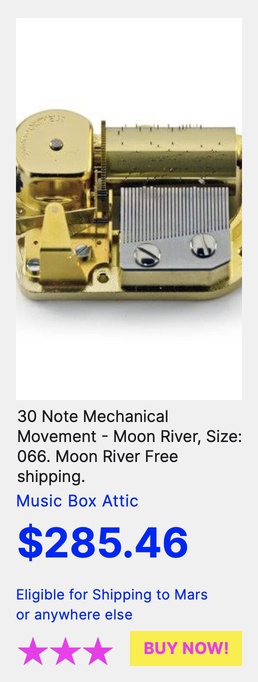 30 Note Mechanical
Movement - Moon River, Size:
066. Moon River Free
shipping.
Music Box Attic
$285.46
Eligible for Shipping to Mars
or anywhere else
BUY NOW!